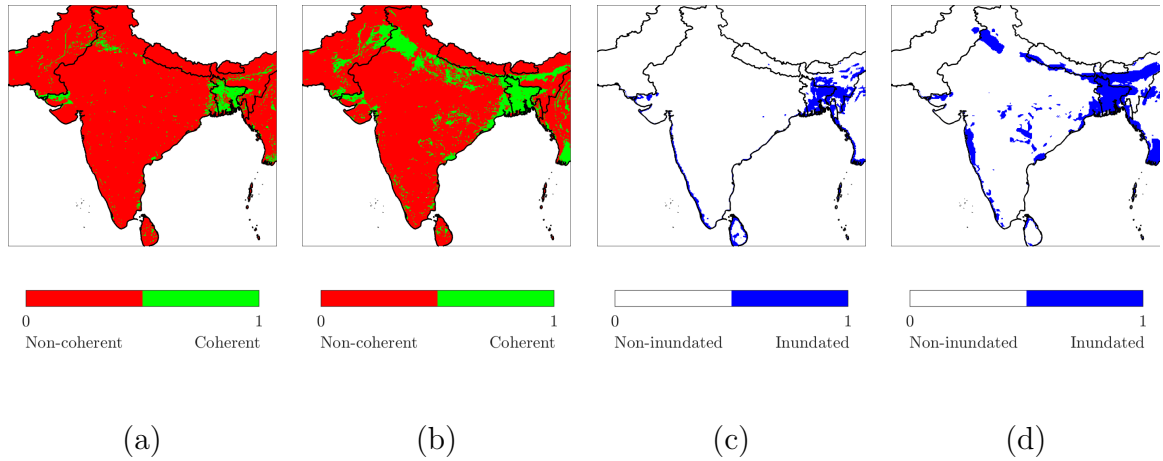 0 1
Non-coherent Coherent
0 1
Non-coherent Coherent
0 1
Non-inundated Inundated
0 1
Non-inundated Inundated
(a) (b) (c) (d)